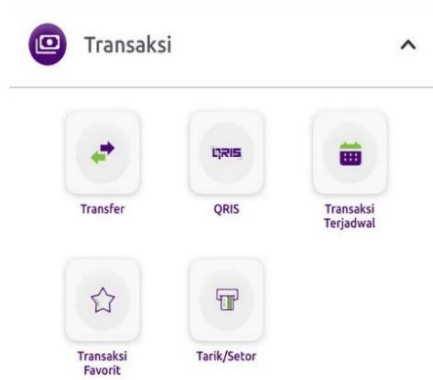 Transaksi
Transfer
QRIS
QRIS
Transaksi
Terjadwal
Transaksi
Favorit
Tarik/Setor